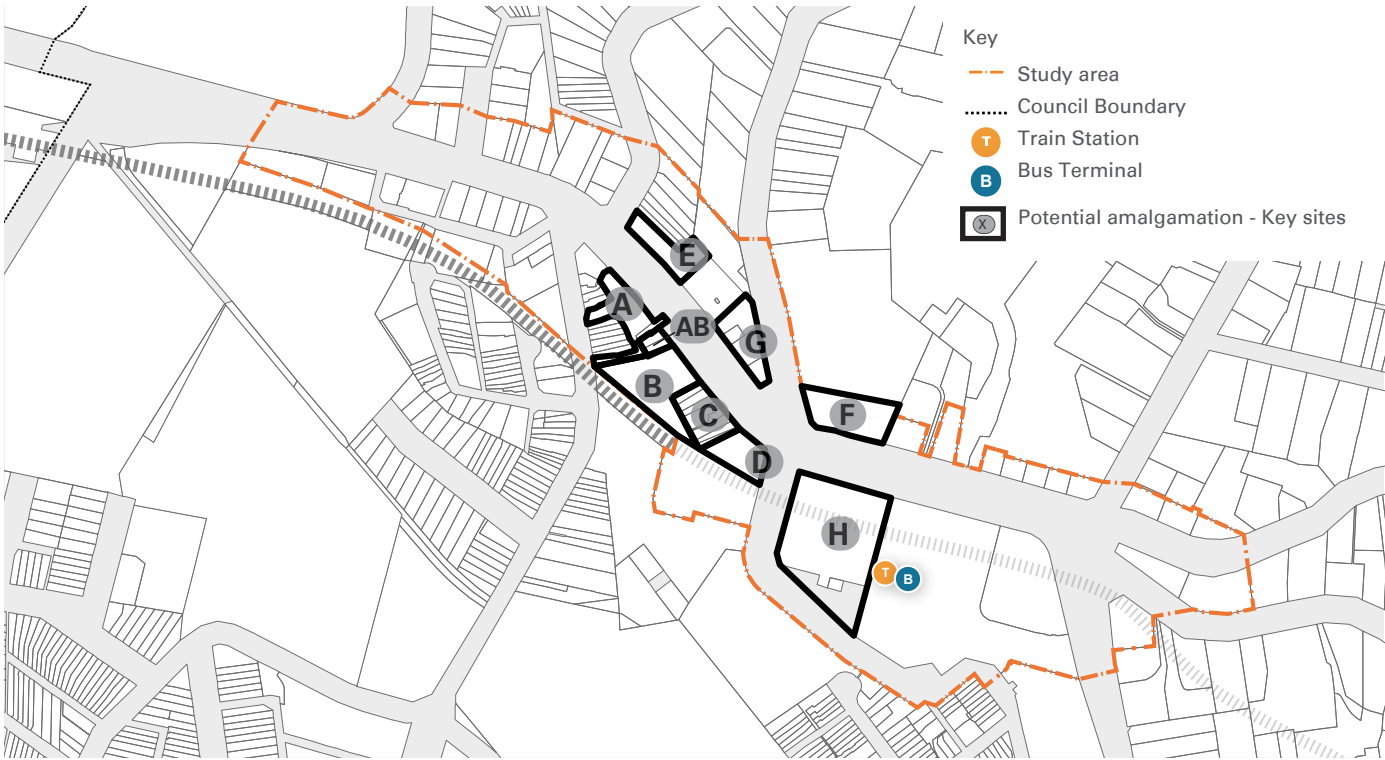 Key
Study area
Council Boundary
T Train Station
B Bus Terminal
X Potential amalgamation - Key sites
E
A
AB
G
B
C
F
D
H
T
B